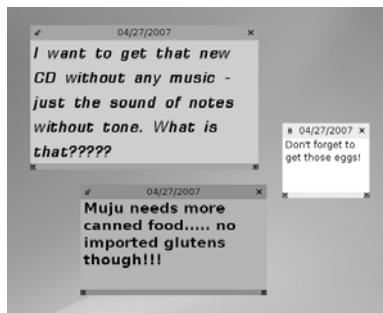 04/27/2007
I want to get that new
CD without any music -
just the sound of notes
without tone. What is
that?????
04/27/2007
Don't forget to
get those eggs!
04/27/2007
Muju needs more
canned food..... no
imported glutens
though!!!